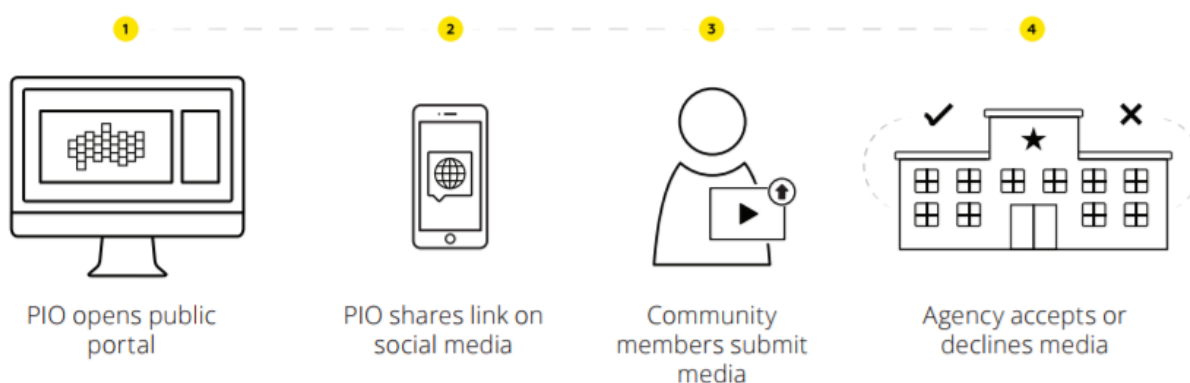 1
2
3
4
PIO opens public
portal
PIO shares link on
social media
Community
members submit
media
Agency accepts or
declines media